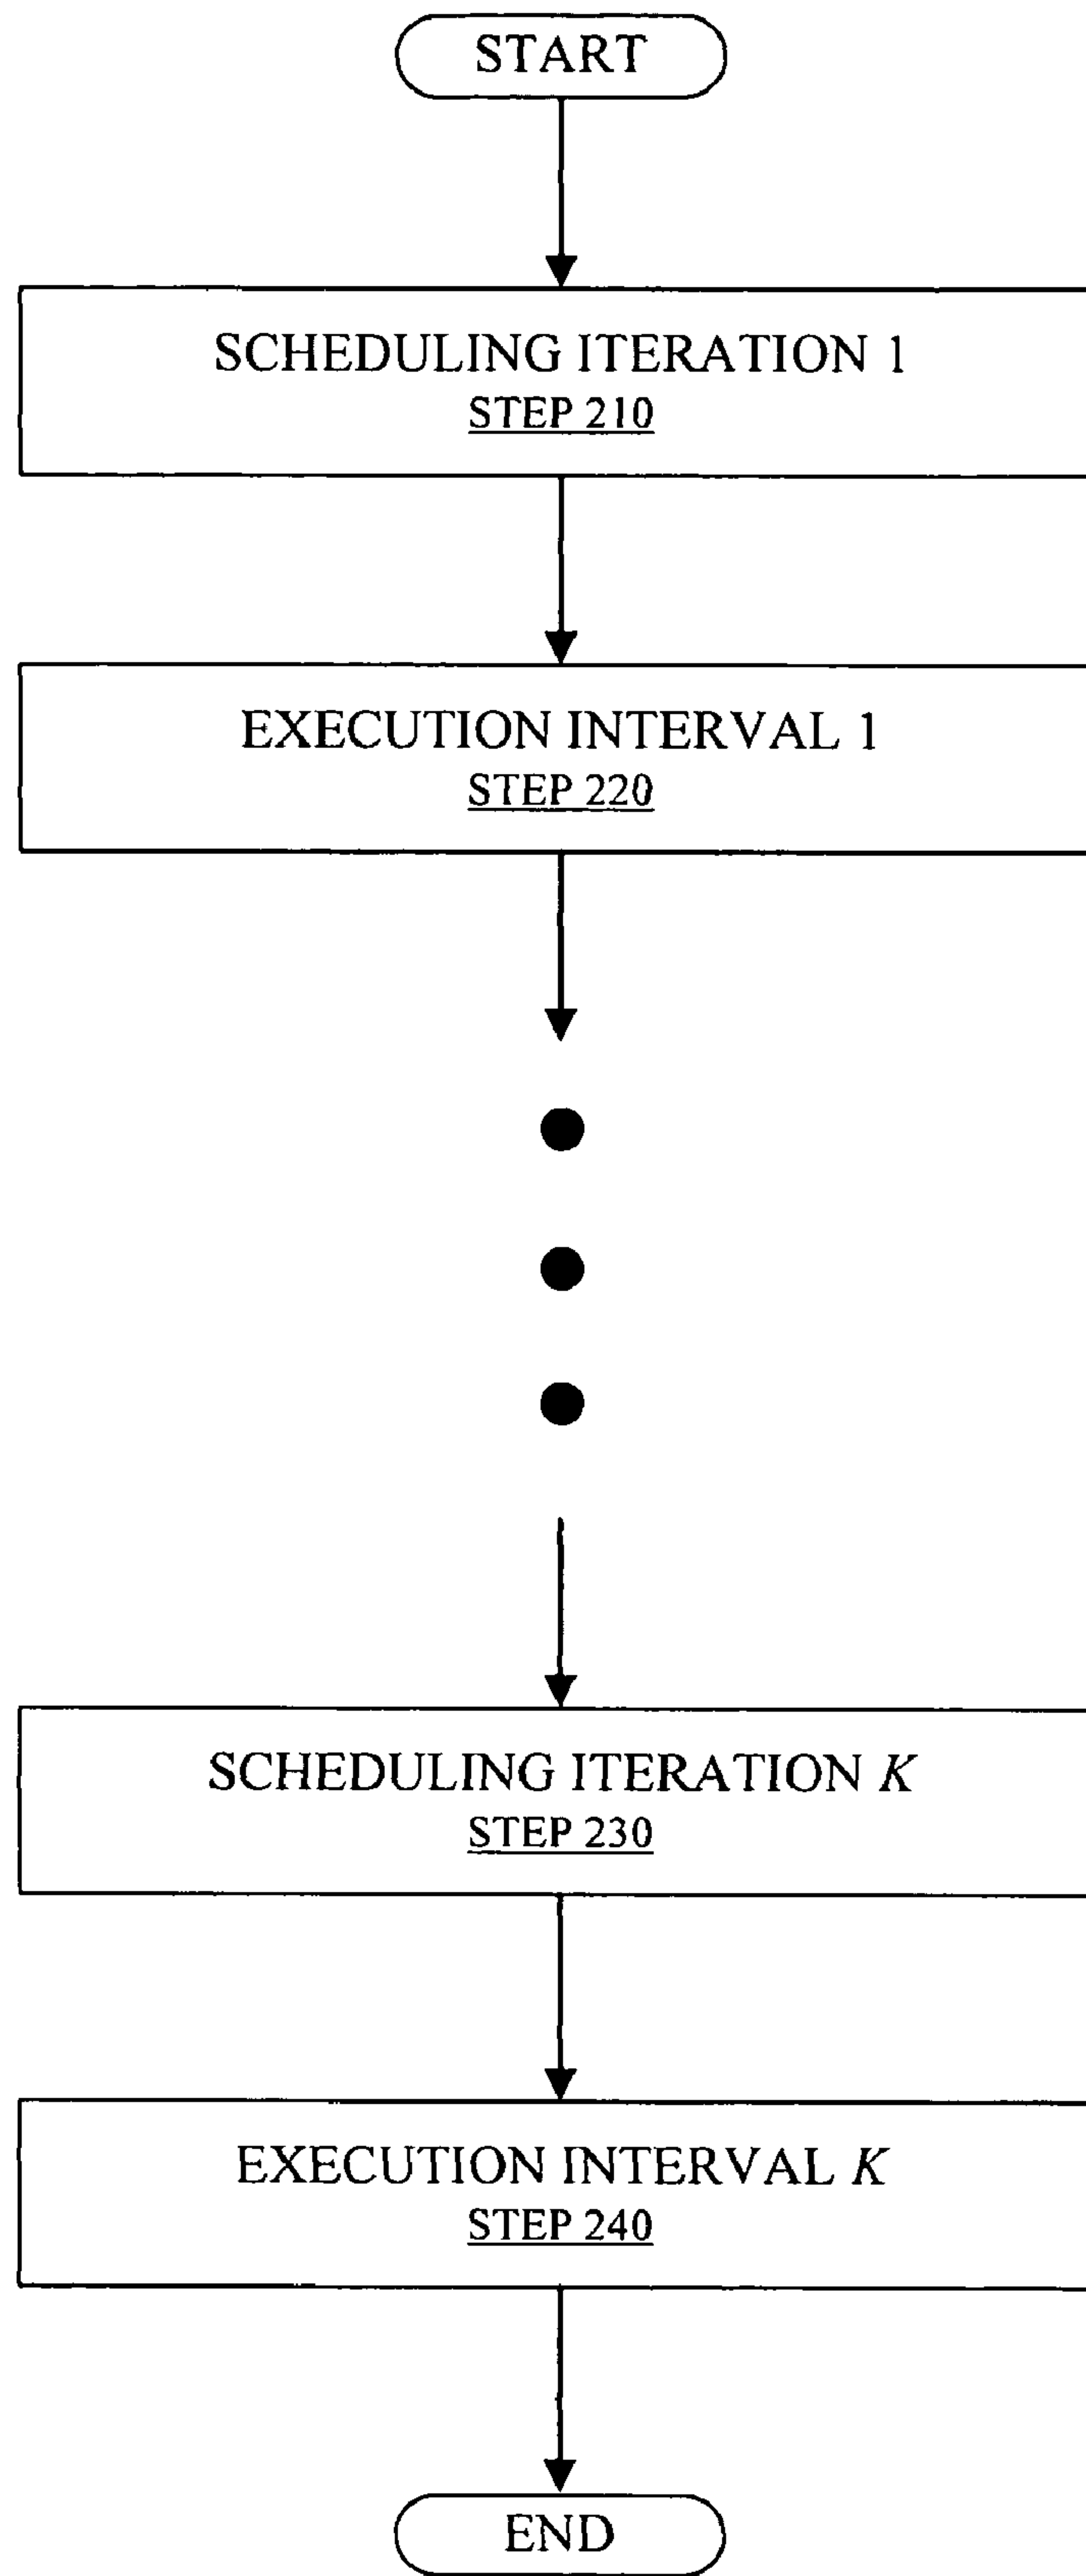 START
SCHEDULING ITERATION 1
STEP 210
EXECUTION INTERVAL 1
STEP 220
SCHEDULING ITERATION K
STEP 230
EXECUTION INTERVAL K
STEP 240
END